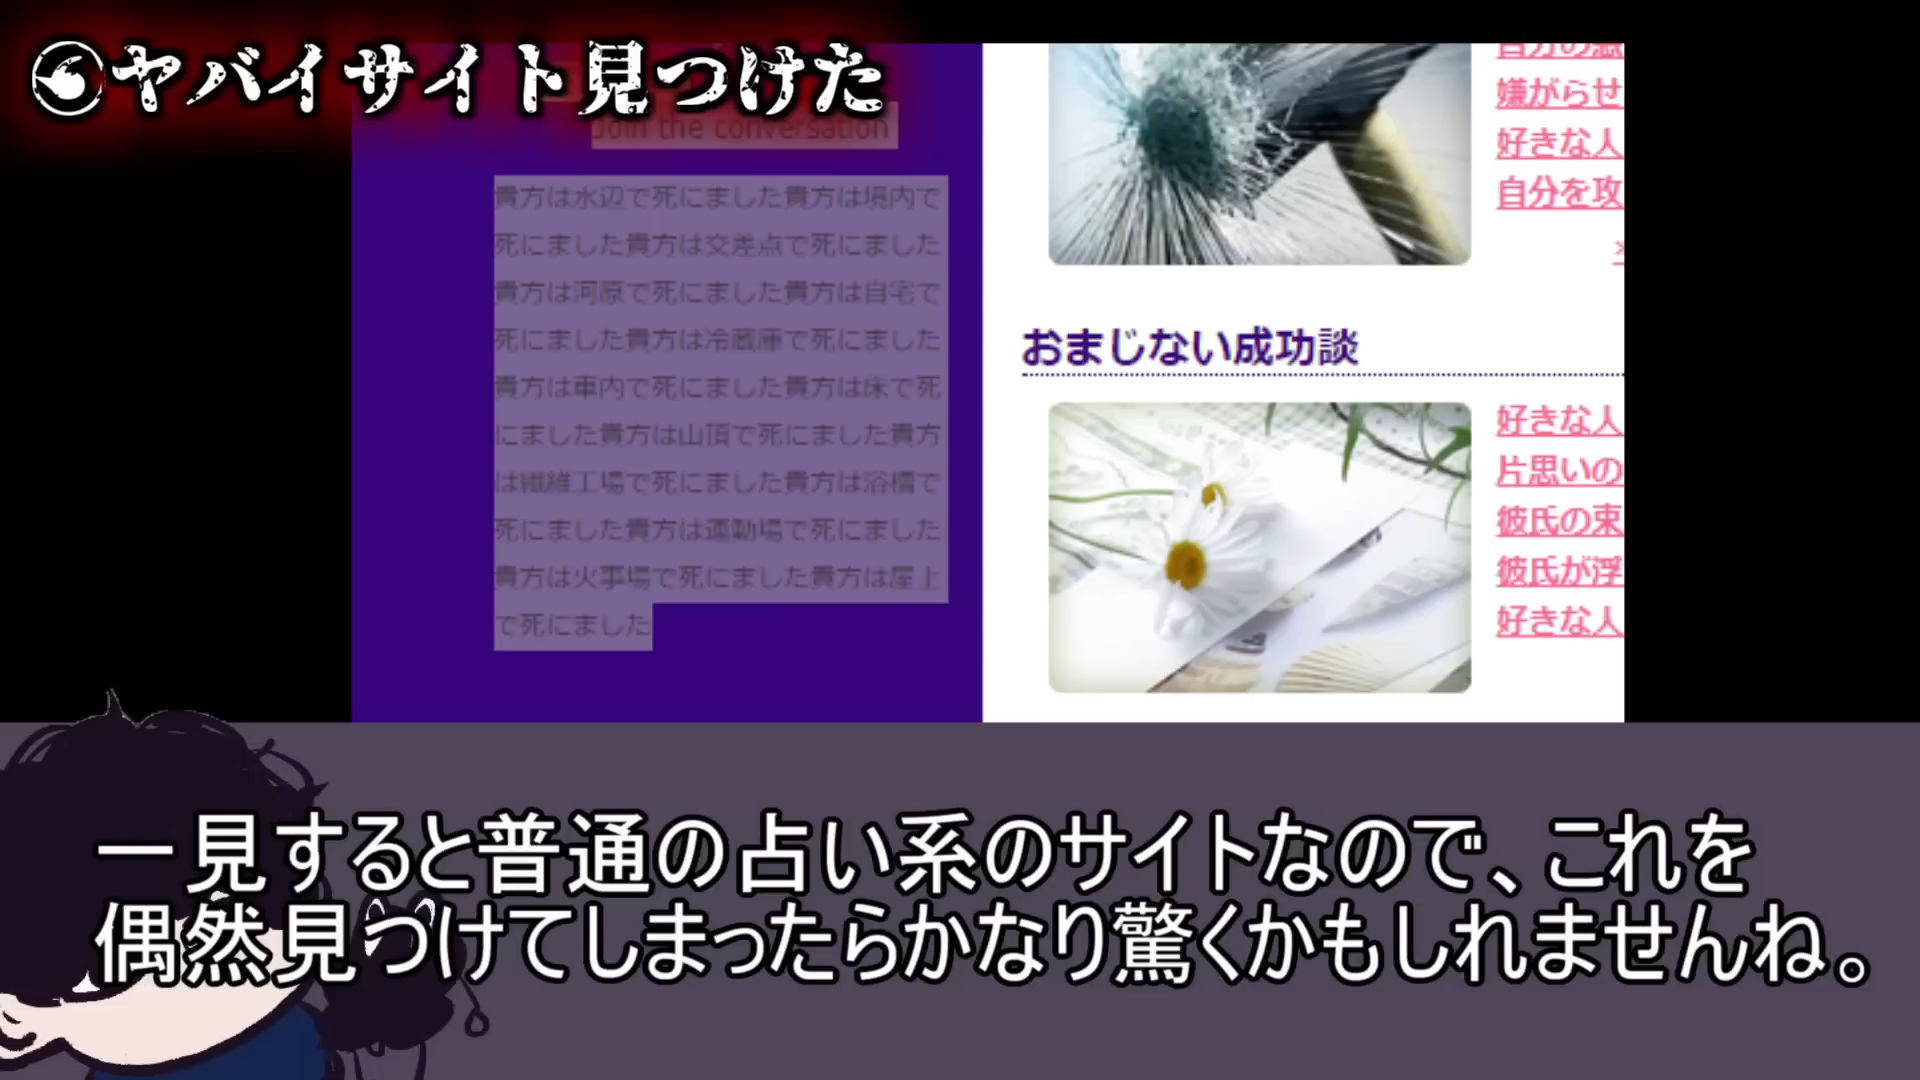 ヤバイサイト見つけた
Join the conversation
貴方は水辺で死にました貴方は境内で
死にました貴方は交差点で死にました
貴方は河原で死にました貴方は自宅で
死にました貴方は冷蔵庫で死にました
貴方は車内で死にました貴方は床で死
にました貴方は山頂で死にました貴方
は繊維工場で死にました貴方は浴槽で
死にました貴方は運動場で死にました
貴方は火事場で死にました貴方は屋上
で死にました
嫌がらせ
好きな人
自分を攻
おまじない成功談
好きな人
片思いの
彼氏の束
彼氏が浮
好きな人
一見すると普通の占い系のサイトなので、これを
偶然見つけてしまったらかなり驚くかもしれませんね。